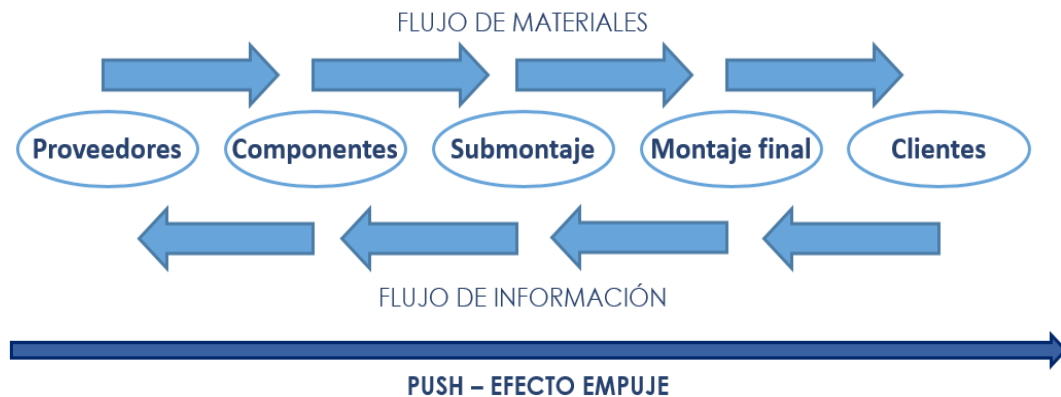 FLUJO DE MATERIALES
Proveedores
Componentes
Submontaje
Montaje final
Clientes
FLUJO DE INFORMACIÓN
PUSH – EFECTO EMPUJE